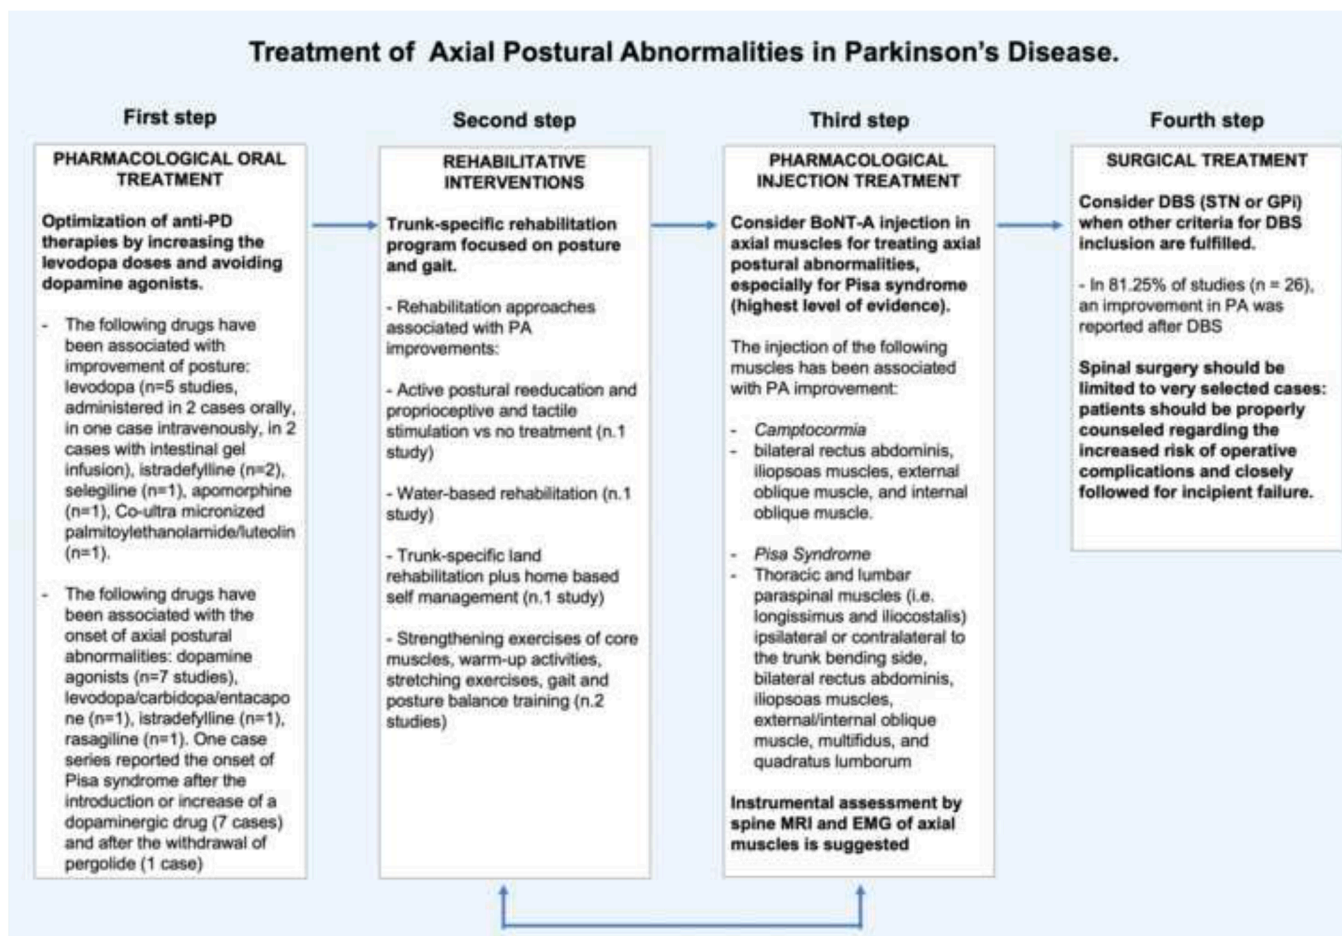 Treatment of  Axial Postural Abnormalities in Parkinson's Disease.
First step
PHARMACOLOGICAL ORAL
TREATMENT
Optimization of anti-PD
therapies by increasing the
levodopa doses and avoiding
dopamine agonists.
- The following drugs have
been associated with
improvement of posture:
levodopa (n=5 studies,
administered in 2 cases orally,
in one case intravenously, in 2
cases with intestinal gel
infusion), istradefylline (n=2),
selegiline (n=1), apomorphine
(n=1), Co-ultra micronized
palmitoylethanolamide/luteolin
(n=1).
- The following drugs have
been associated with the
onset of axial postural
abnormalities: dopamine
agonists (n=7 studies),
levodopa/carbidopa/entacapo
ne (n=1), istradefylline (n=1),
rasagiline (n=1). One case
series reported the onset of
Pisa syndrome after the
introduction or increase of a
dopaminergic drug (7 cases)
and after the withdrawal of
pergolide (1 case)
Second step
REHABILITATIVE
INTERVENTIONS
Trunk-specific rehabilitation
program focused on posture
and gait.
- Rehabilitation approaches
associated with PA
improvements:
- Active postural reeducation and
proprioceptive and tactile
stimulation vs no treatment (n.1
study)
- Water-based rehabilitation (n.1
study)
- Trunk-specific land
rehabilitation plus home based
self management (n.1 study)
- Strengthening exercises of core
muscles, warm-up activities,
stretching exercises, gait and
posture balance training (n.2
studies)
Third step
PHARMACOLOGICAL
INJECTION TREATMENT
Consider BoNT-A injection in
axial muscles for treating axial
postural abnormalities,
especially for Pisa syndrome
(highest level of evidence).
The injection of the following
muscles has been associated
with PA improvement:
- Camptocormia
- bilateral rectus abdominis,
iliopsoas muscles, external
oblique muscle, and internal
oblique muscle.
- Pisa Syndrome
- Thoracic and lumbar
paraspinal muscles (i.e.
longissimus and iliocostalis)
ipsilateral or contralateral to
the trunk bending side,
bilateral rectus abdominis,
iliopsoas muscles,
external/internal oblique
muscle, multifidus, and
quadratus lumborum
Instrumental assessment by
spine MRI and EMG of axial
muscles is suggested
Fourth step
SURGICAL TREATMENT
Consider DBS (STN or GPi)
when other criteria for DBS
inclusion are fulfilled.
- In 81.25% of studies (n = 26),
an improvement in PA was
reported after DBS
Spinal surgery should be
limited to very selected cases:
patients should be properly
counseled regarding the
increased risk of operative
complications and closely
followed for incipient failure.